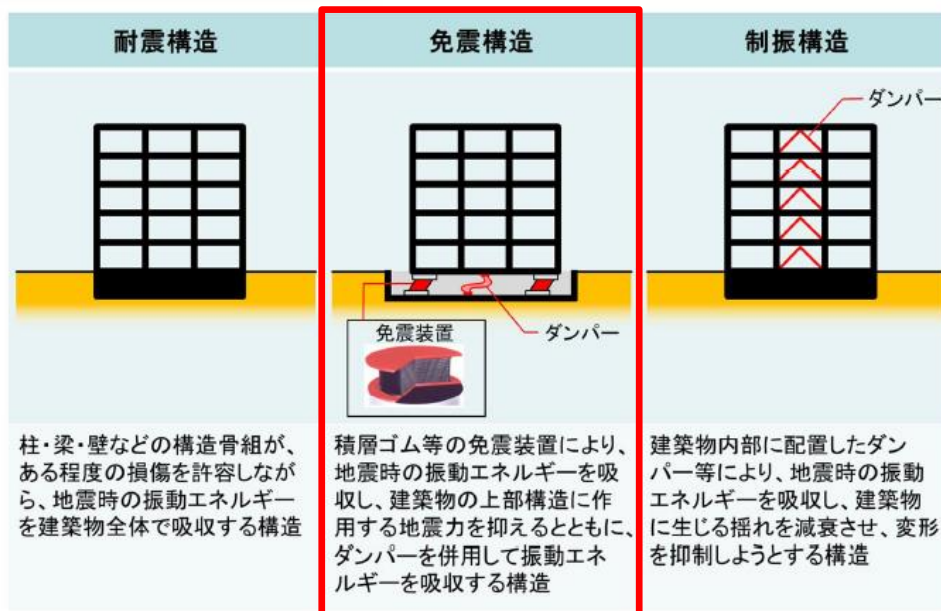 耐震構造
免震構造
制振構造
ダンパー
免震装置
ダンパー
柱・梁・壁などの構造骨組が、
ある程度の損傷を許容しなが
ら、地震時の振動エネルギー
を建築物全体で吸収する構造
積層ゴム等の免震装置により、
地震時の振動エネルギーを吸
収し、建築物の上部構造に作
用する地震力を抑えるとともに、
ダンパーを併用して振動エネ
ルギーを吸収する構造
建築物内部に配置したダン
パー等により、地震時の振動
エネルギーを吸収し、建築物
に生じる揺れを減衰させ、変形
を抑制しようとする構造